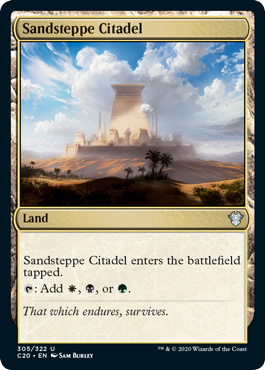 Sandsteppe Citadel
Land
Sandsteppe Citadel enters the battlefield
tapped.
: Add , , or .
That which endures, survives.
305/322 U
C20 • EN SAM BURLEY
™ & © 2020 Wizards of the Coast